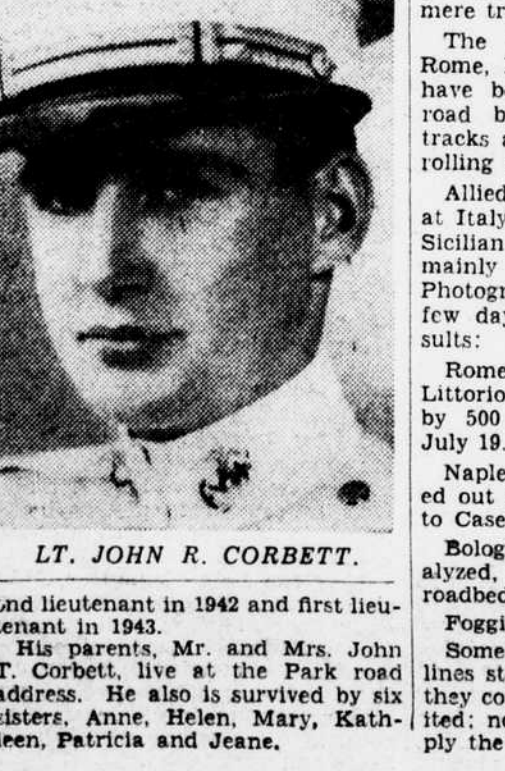 LT. JOHN R. CORBETT.
ond lieutenant in 1942 and first lieu-
tenant in 1943.
His parents, Mr. and Mrs. John
T. Corbett, live at the Park road
address. He also is survived by six
sisters, Anne, Helen, Mary, Kath-
leen, Patricia and Jeane.
mere tr
The
Rome,
have b
road b
tracks
rolling
Allied
at Italy
Sicilian
mainly
Photogr
few day
sults:
Rome
Littorio
by 500
July 19.
Naple
ed out
to Case
Bolog
alyzed,
roadbed
Foggi
Some
lines st
they co
ited; n
ply the